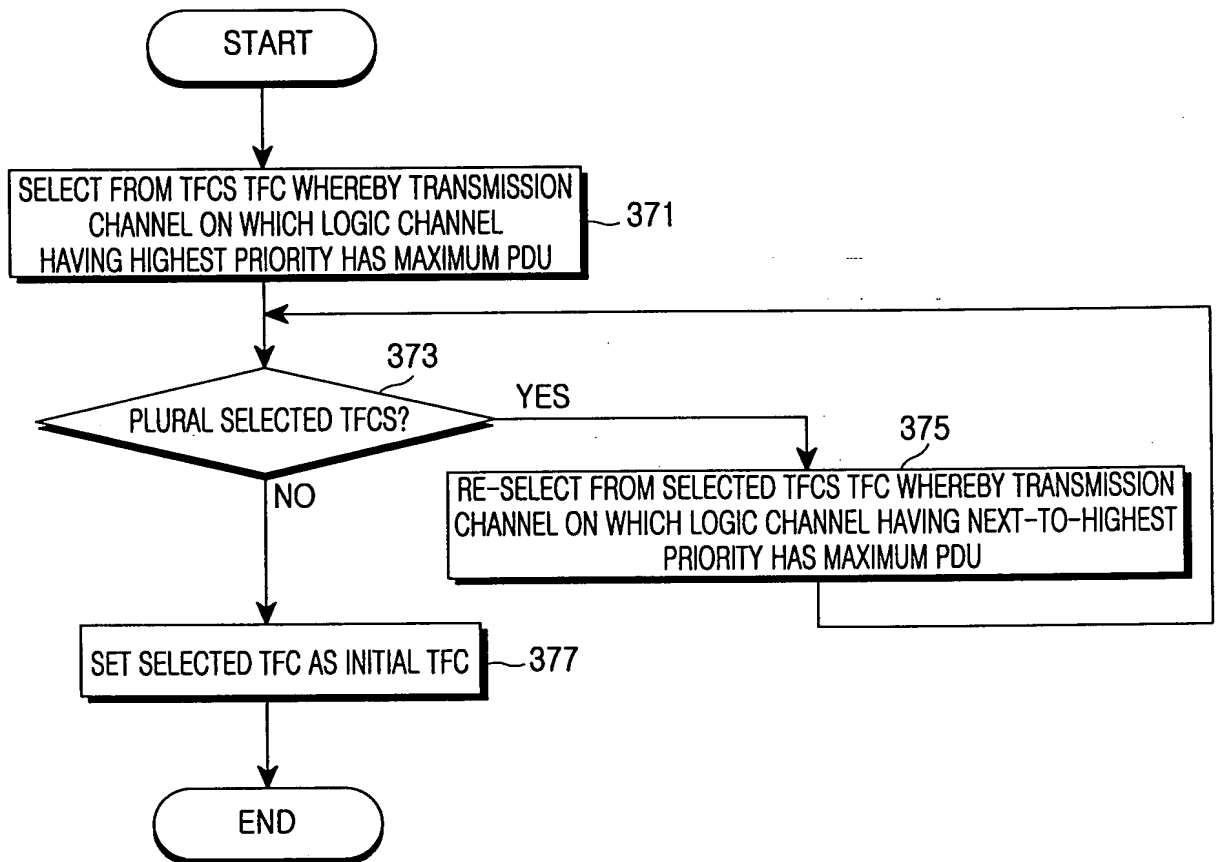 START
SELECT FROM TFCS TFC WHEREBY TRANSMISSION
CHANNEL ON WHICH LOGIC CHANNEL
HAVING HIGHEST PRIORITY HAS MAXIMUM PDU
371
373
PLURAL SELECTED TFCS?
YES
NO
375
RE-SELECT FROM SELECTED TFCS TFC WHEREBY TRANSMISSION
CHANNEL ON WHICH LOGIC CHANNEL HAVING NEXT-TO-HIGHEST
PRIORITY HAS MAXIMUM PDU
SET SELECTED TFC AS INITIAL TFC
377
END